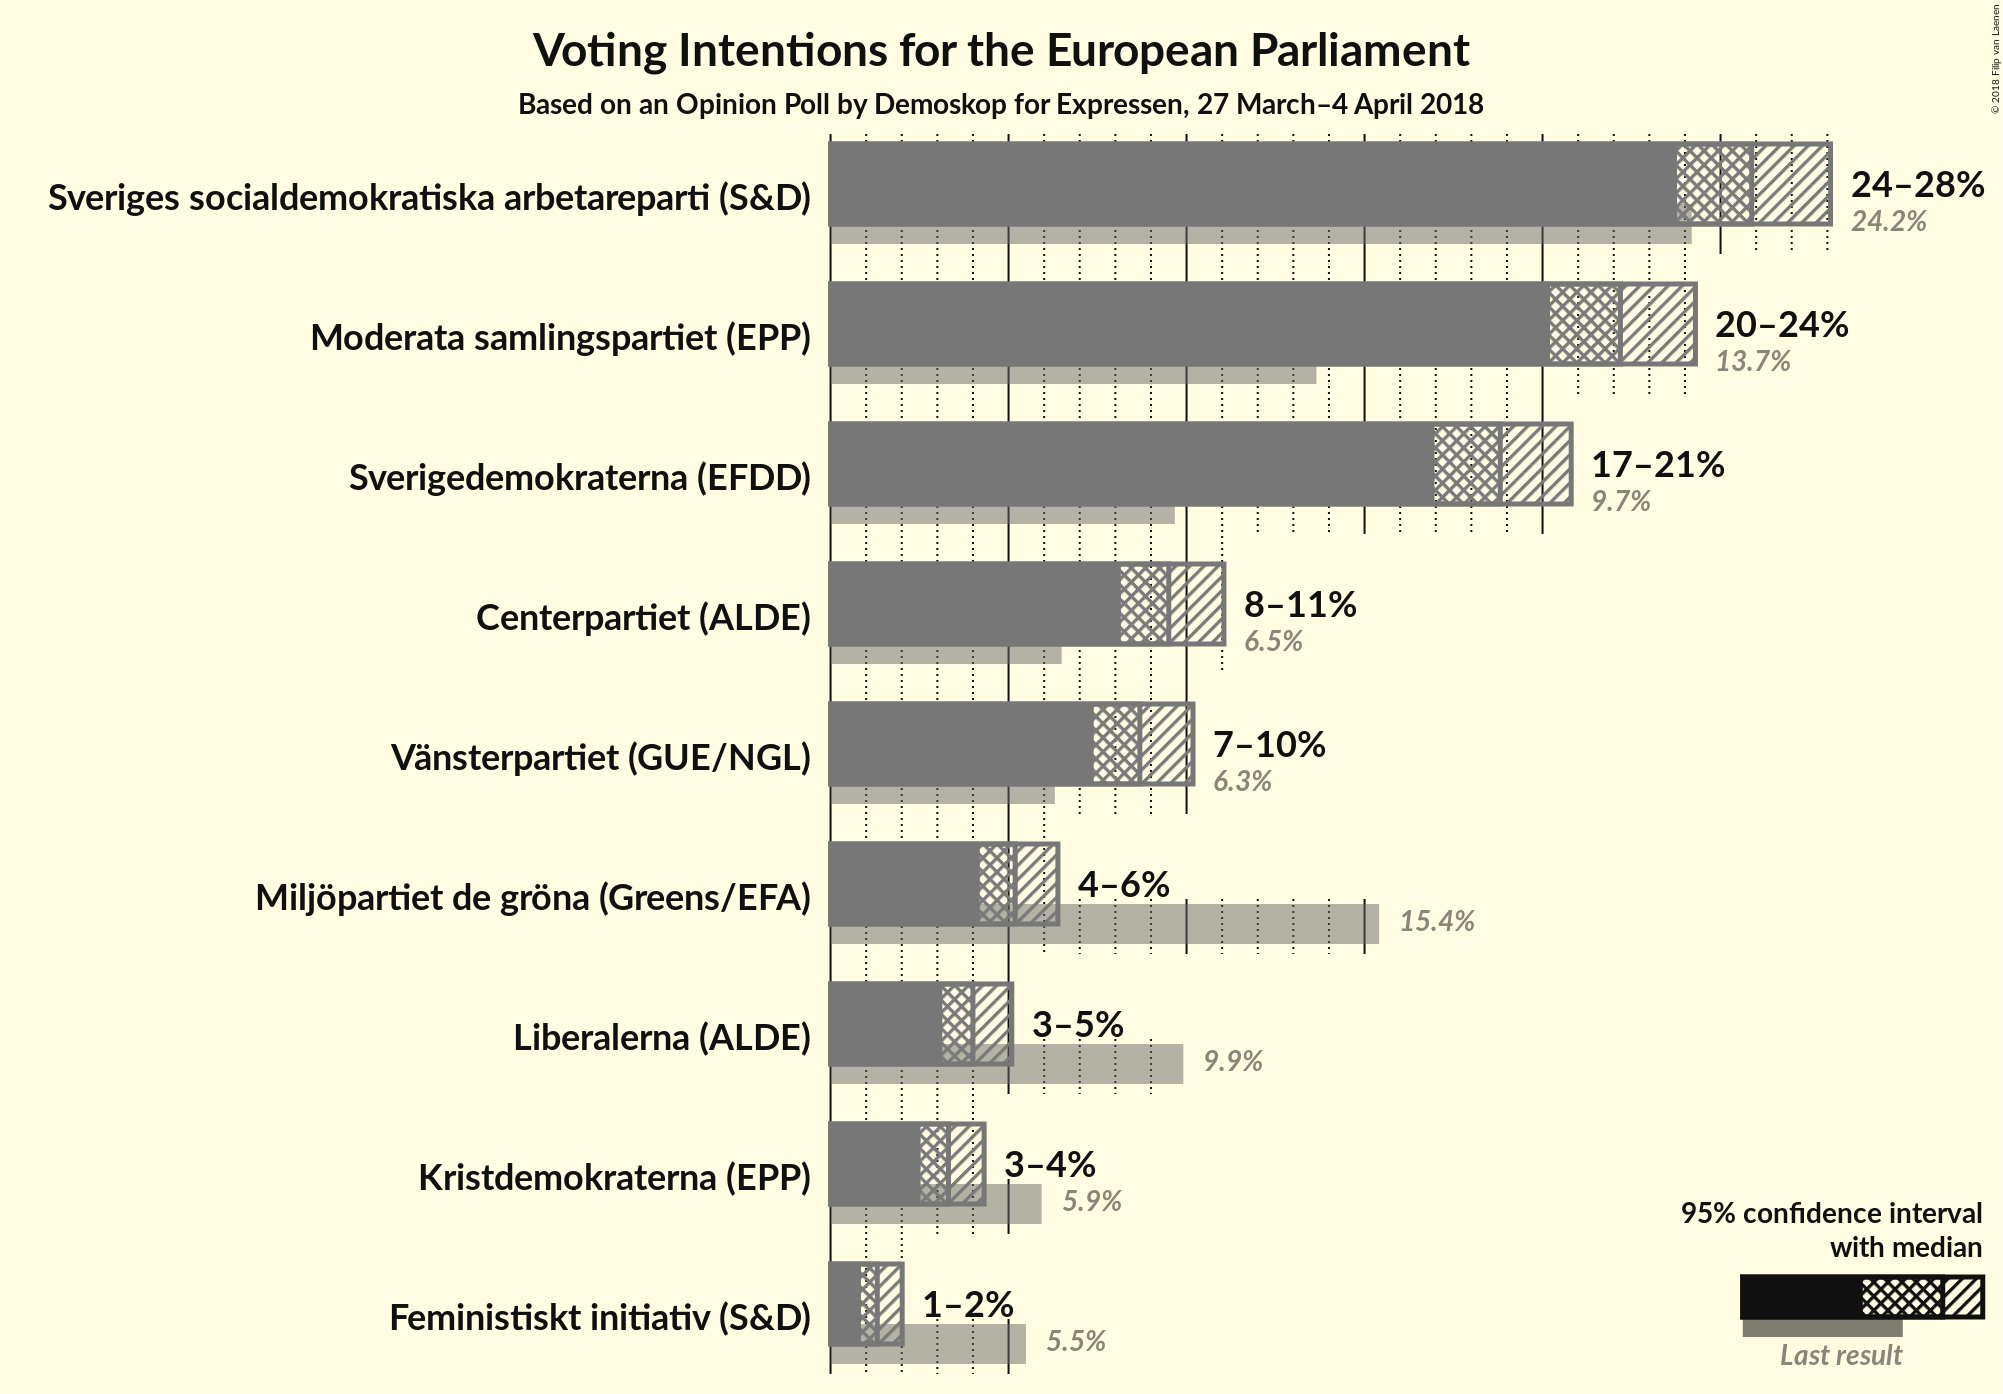 Voting Intentions for the European Parliament
Based on an Opinion Poll by Demoskop for Expressen, 27 March–4 April 2018
© 2018 Filip van Laenen
Sveriges socialdemokratiska arbetareparti (S&D)
24–28%
24.2%
Moderata samlingspartiet (EPP)
20–24%
13.7%
Sverigedemokraterna (EFDD)
17–21%
9.7%
Centerpartiet (ALDE)
8–11%
6.5%
Vänsterpartiet (GUE/NGL)
7–10%
6.3%
Miljöpartiet de gröna (Greens/EFA)
4–6%
15.4%
Liberalerna (ALDE)
3–5%
9.9%
Kristdemokraterna (EPP)
3–4%
5.9%
Feministiskt initiativ (S&D)
1–2%
5.5%
95% confidence interval
with median
Last result